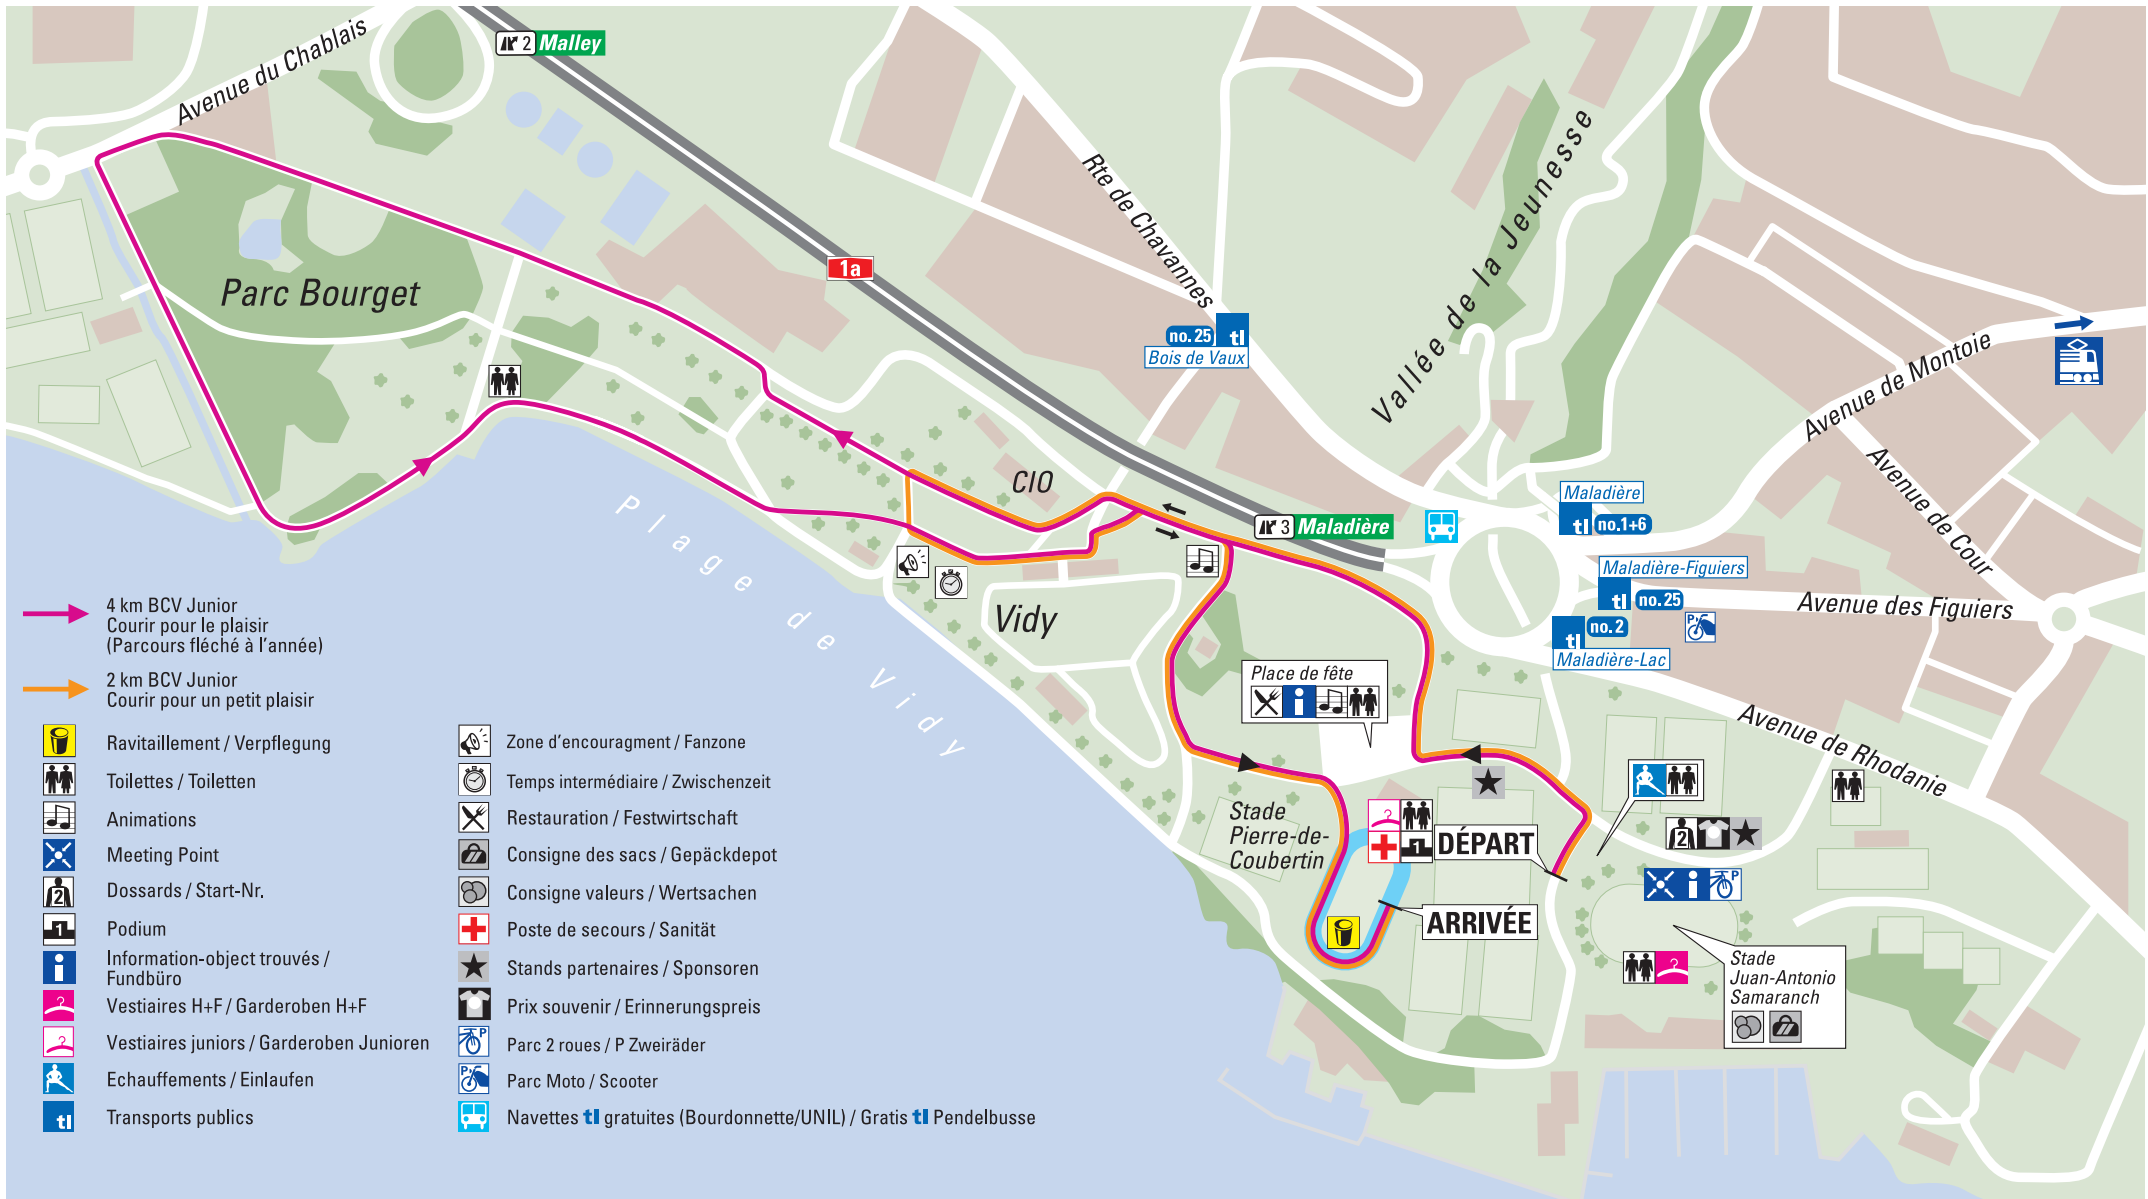 Avenue du Chablais
2 Malley
Rte de Chavannes
Vallée de la Jeunesse
1a
Parc Bourget
no.25 tl
Bois de Vaux
Avenue de Montoie
Avenue de Cour
CIO
Maladière
tl no.1+6
3 Maladière
Plage de Vidy
Maladière-Figuiers
tl no.25
Avenue des Figuiers
Vidy
tl no.2
Maladière-Lac
P
Place de fête
i
Avenue de Rhodanie
Stade
Pierre-de-
Coubertin
1
DÉPART
ARRIVÉE
2
i P
Stade
Juan-Antonio
Samaranch
4 km BCV Junior
Courir pour le plaisir
(Parcours fléché à l'année)
2 km BCV Junior
Courir pour un petit plaisir
Ravitaillement / Verpflegung
Toilettes / Toiletten
Animations
Meeting Point
2 Dossards / Start-Nr.
1 Podium
i Information-object trouvés /
Fundbüro
Vestiaires H+F / Garderoben H+F
Vestiaires juniors / Garderoben Junioren
Echauffements / Einlaufen
tl Transports publics
Zone d'encouragment / Fanzone
Temps intermédiaire / Zwischenzeit
Restauration / Festwirtschaft
Consigne des sacs / Gepäckdepot
Consigne valeurs / Wertsachen
Poste de secours / Sanität
Stands partenaires / Sponsoren
Prix souvenir / Erinnerungspreis
P Parc 2 roues / P Zweiräder
P Parc Moto / Scooter
Navettes tl gratuites (Bourdonnette/UNIL) / Gratis tl Pendelbusse